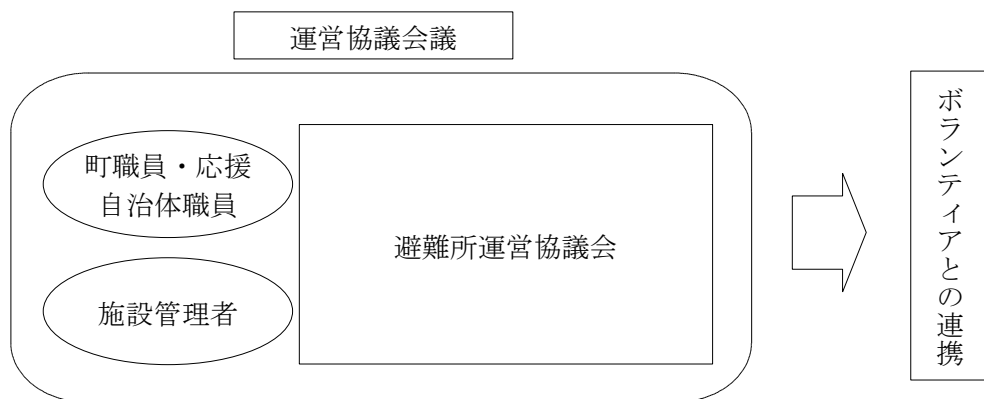 運営協議会議
町職員・応援
自治体職員
施設管理者
避難所運営協議会
ボランティアとの連携